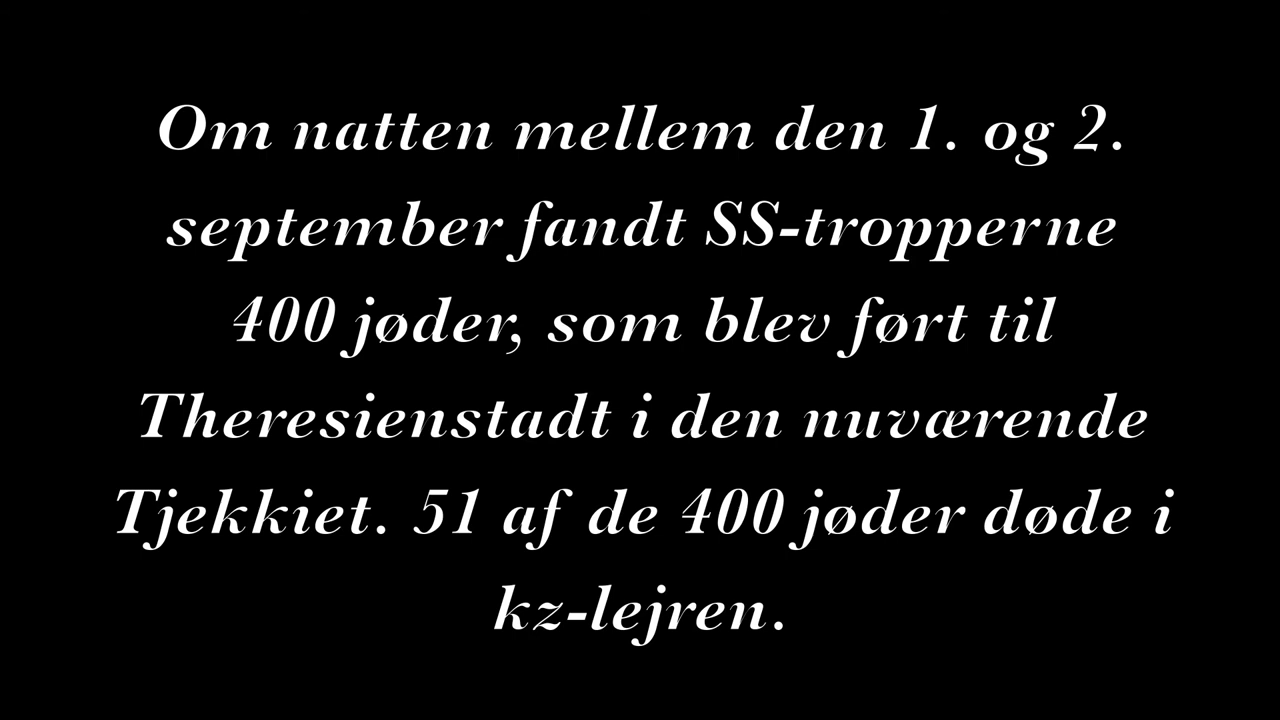 Om natten mellem den 1. og 2.
september fandt SS-tropperne
400 jøder, som blev ført til
Theresienstadt i den nuværende
Tjekkiet. 51 af de 400 jøder døde i
kz-lejren.